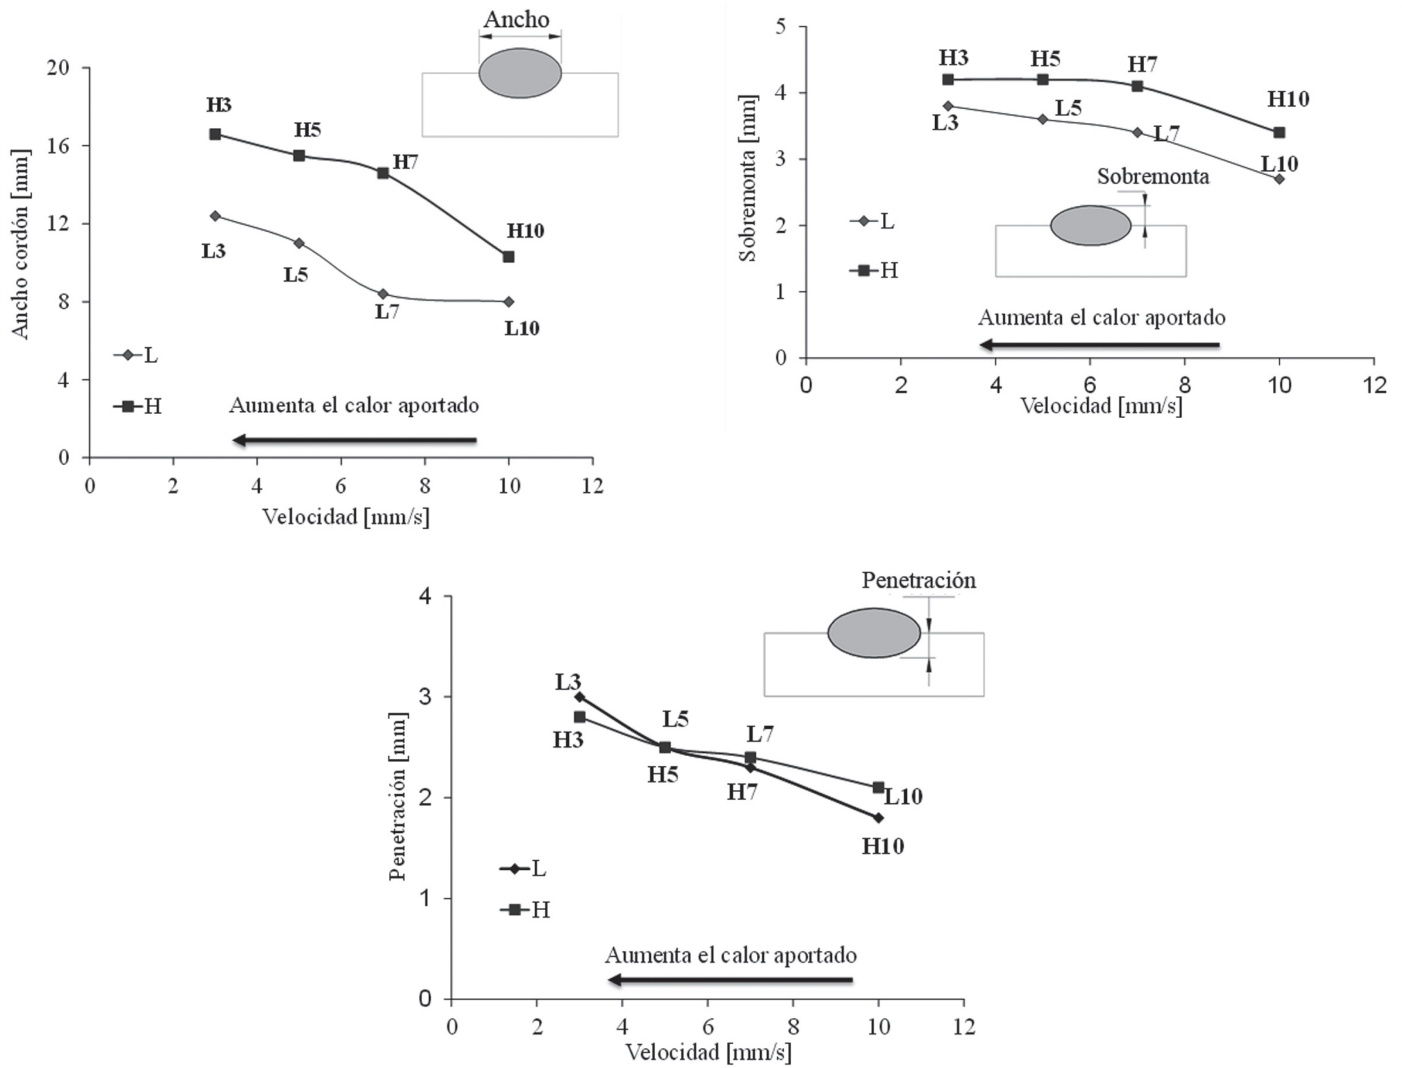 Ancho
20
16
12
8
4
0
Ancho cordón [mm]
H3
H5
H7
H10
L3
L5
L7
L10
L
H
Aumenta el calor aportado
0 2 4 6 8 10 12
Velocidad [mm/s]
5
4
3
2
1
0
Sobremonta [mm]
H3
H5
H7
H10
L3
L5
L7
L10
Sobremonta
L
H
Aumenta el calor aportado
0 2 4 6 8 10 12
Velocidad [mm/s]
Penetración
4
3
2
1
0
Penetración [mm]
L3
H3
L5
H5
L7
H7
L10
H10
L
H
Aumenta el calor aportado
0 2 4 6 8 10 12
Velocidad [mm/s]